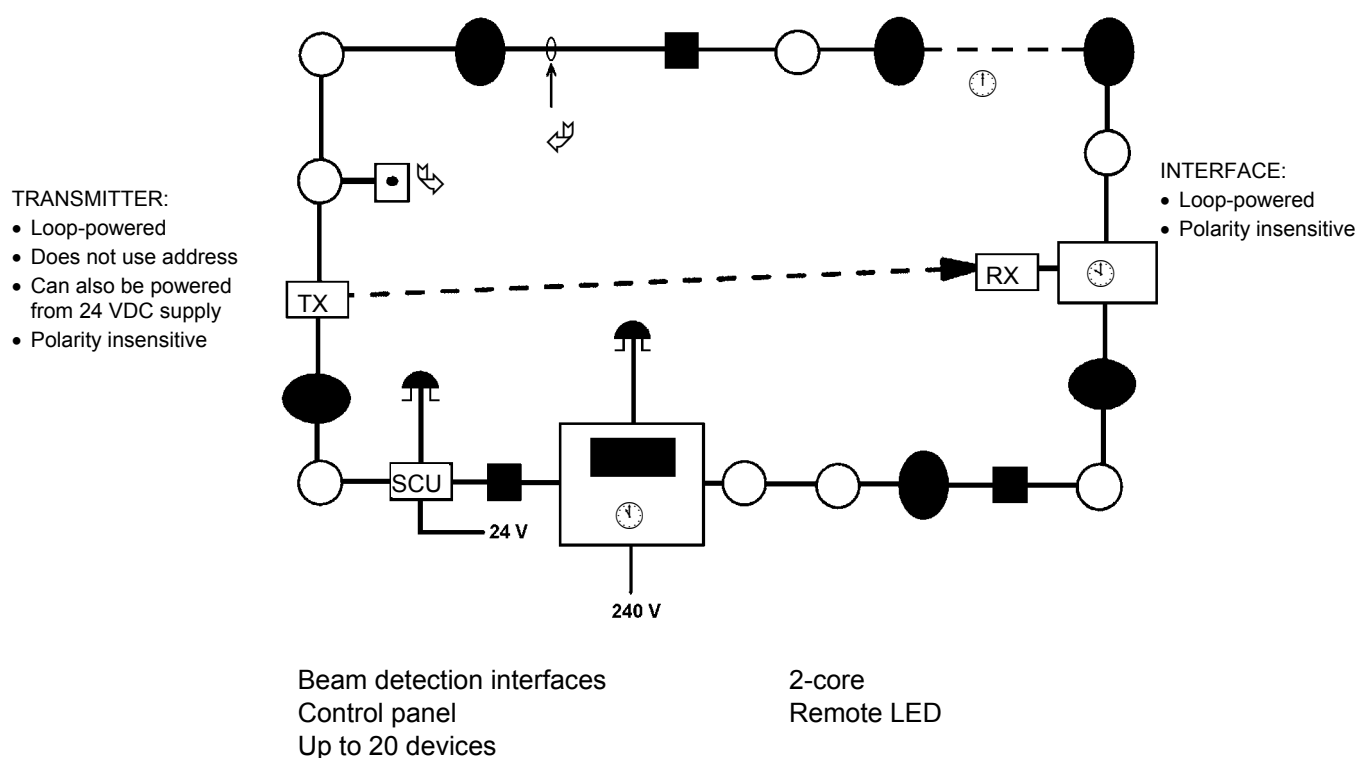 TRANSMITTER:
• Loop-powered
• Does not use address
• Can also be powered
from 24 VDC supply
• Polarity insensitive
INTERFACE:
• Loop-powered
• Polarity insensitive
TX
RX
SCU
24 V
240 V
Beam detection interfaces
Control panel
Up to 20 devices
2-core
Remote LED